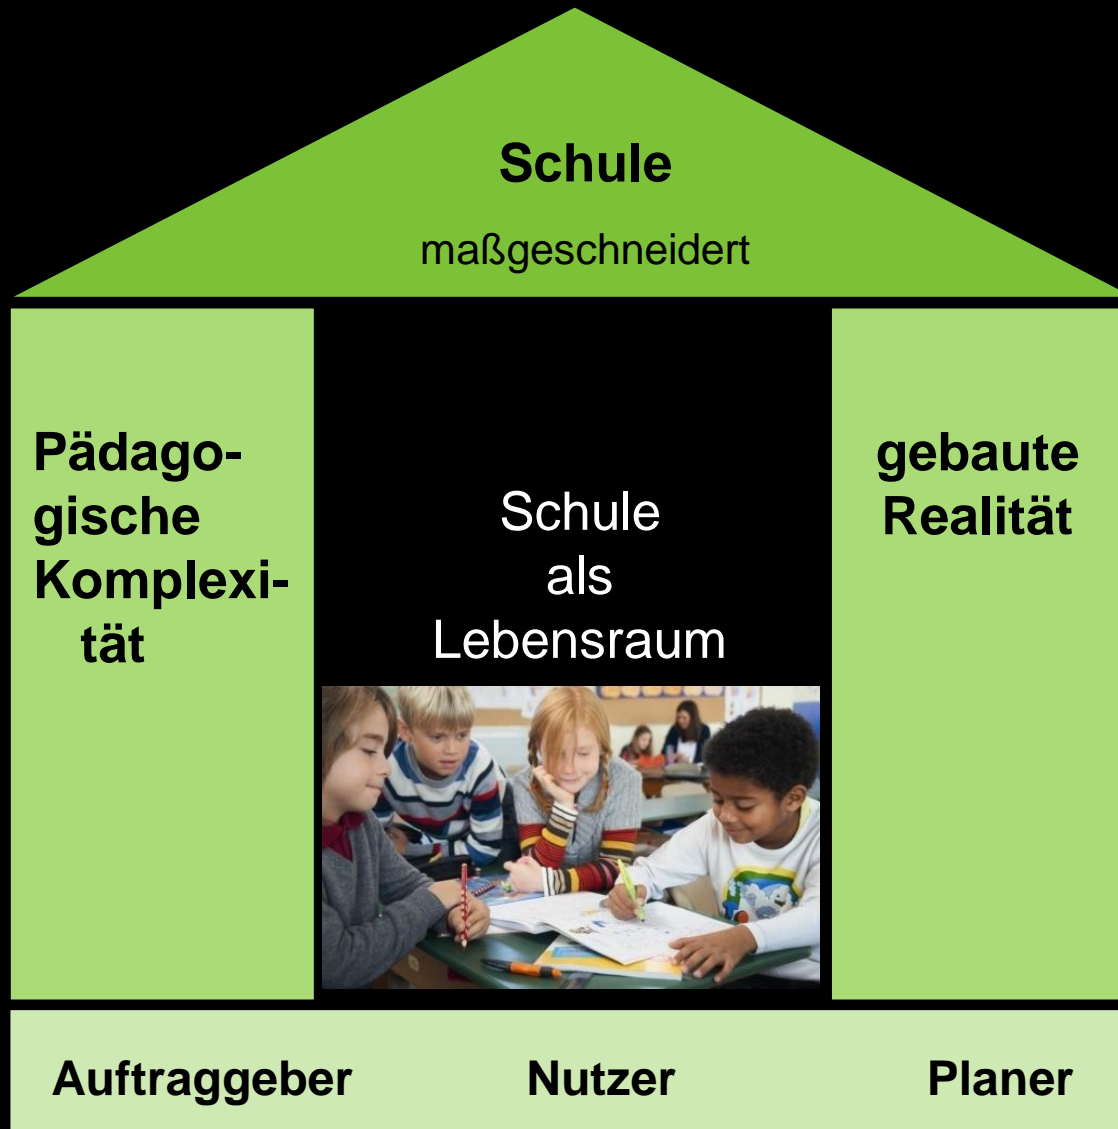 Schule
maßgeschneidert
Pädago-
gische
Komplexi-
tät
Schule
als
Lebensraum
gebaute
Realität
Auftraggeber Nutzer Planer